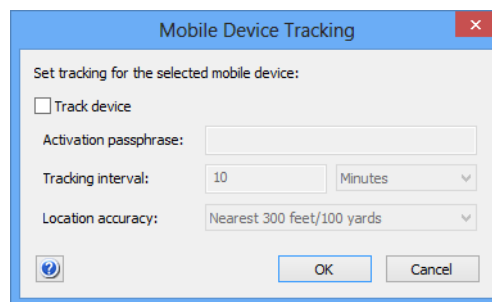 Mobile Device Tracking
Set tracking for the selected mobile device:
Track device
Activation passphrase:
Tracking interval: 10 Minutes
Location accuracy: Nearest 300 feet/100 yards
OK Cancel